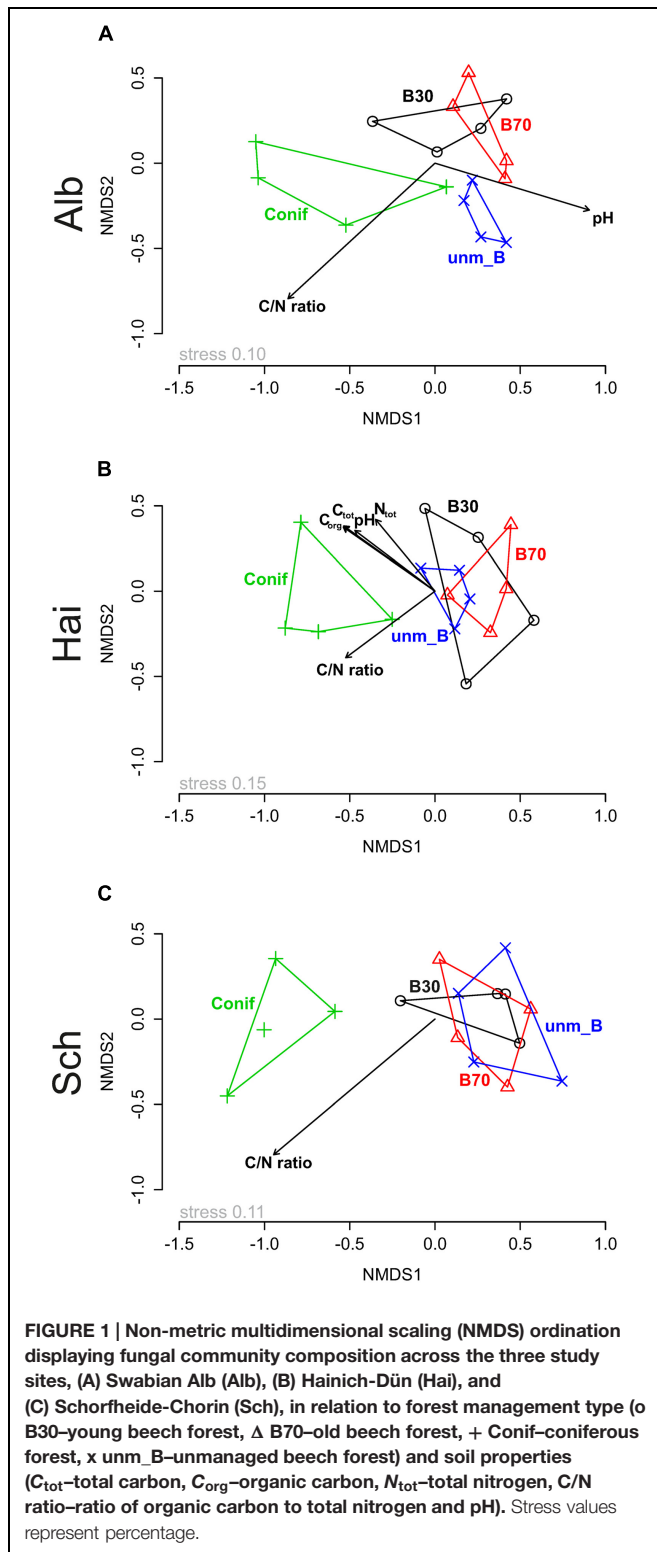 A
Alb
NMDS2
0.5
0.0
-0.5
-1.0
B30
B70
Conif
unm_B
pH
C/N ratio
stress 0.10
-1.5 -1.0 -0.5 0.0 0.5 1.0
NMDS1
B
Hai
NMDS2
0.5
0.0
-0.5
-1.0
Ctot
Corg
pH
Ntot
B30
B70
Conif
unm_B
C/N ratio
stress 0.15
-1.5 -1.0 -0.5 0.0 0.5 1.0
NMDS1
C
Sch
NMDS2
0.5
0.0
-0.5
-1.0
Conif
B30
unm_B
B70
C/N ratio
stress 0.11
-1.5 -1.0 -0.5 0.0 0.5 1.0
NMDS1
FIGURE 1 | Non-metric multidimensional scaling (NMDS) ordination
displaying fungal community composition across the three study
sites, (A) Swabian Alb (Alb), (B) Hainich-Dün (Hai), and
(C) Schorfheide-Chorin (Sch), in relation to forest management type (o
B30–young beech forest, Δ B70–old beech forest, + Conif–coniferous
forest, x unm_B–unmanaged beech forest) and soil properties
(Ctot–total carbon, Corg–organic carbon, Ntot–total nitrogen, C/N
ratio–ratio of organic carbon to total nitrogen and pH). Stress values
represent percentage.